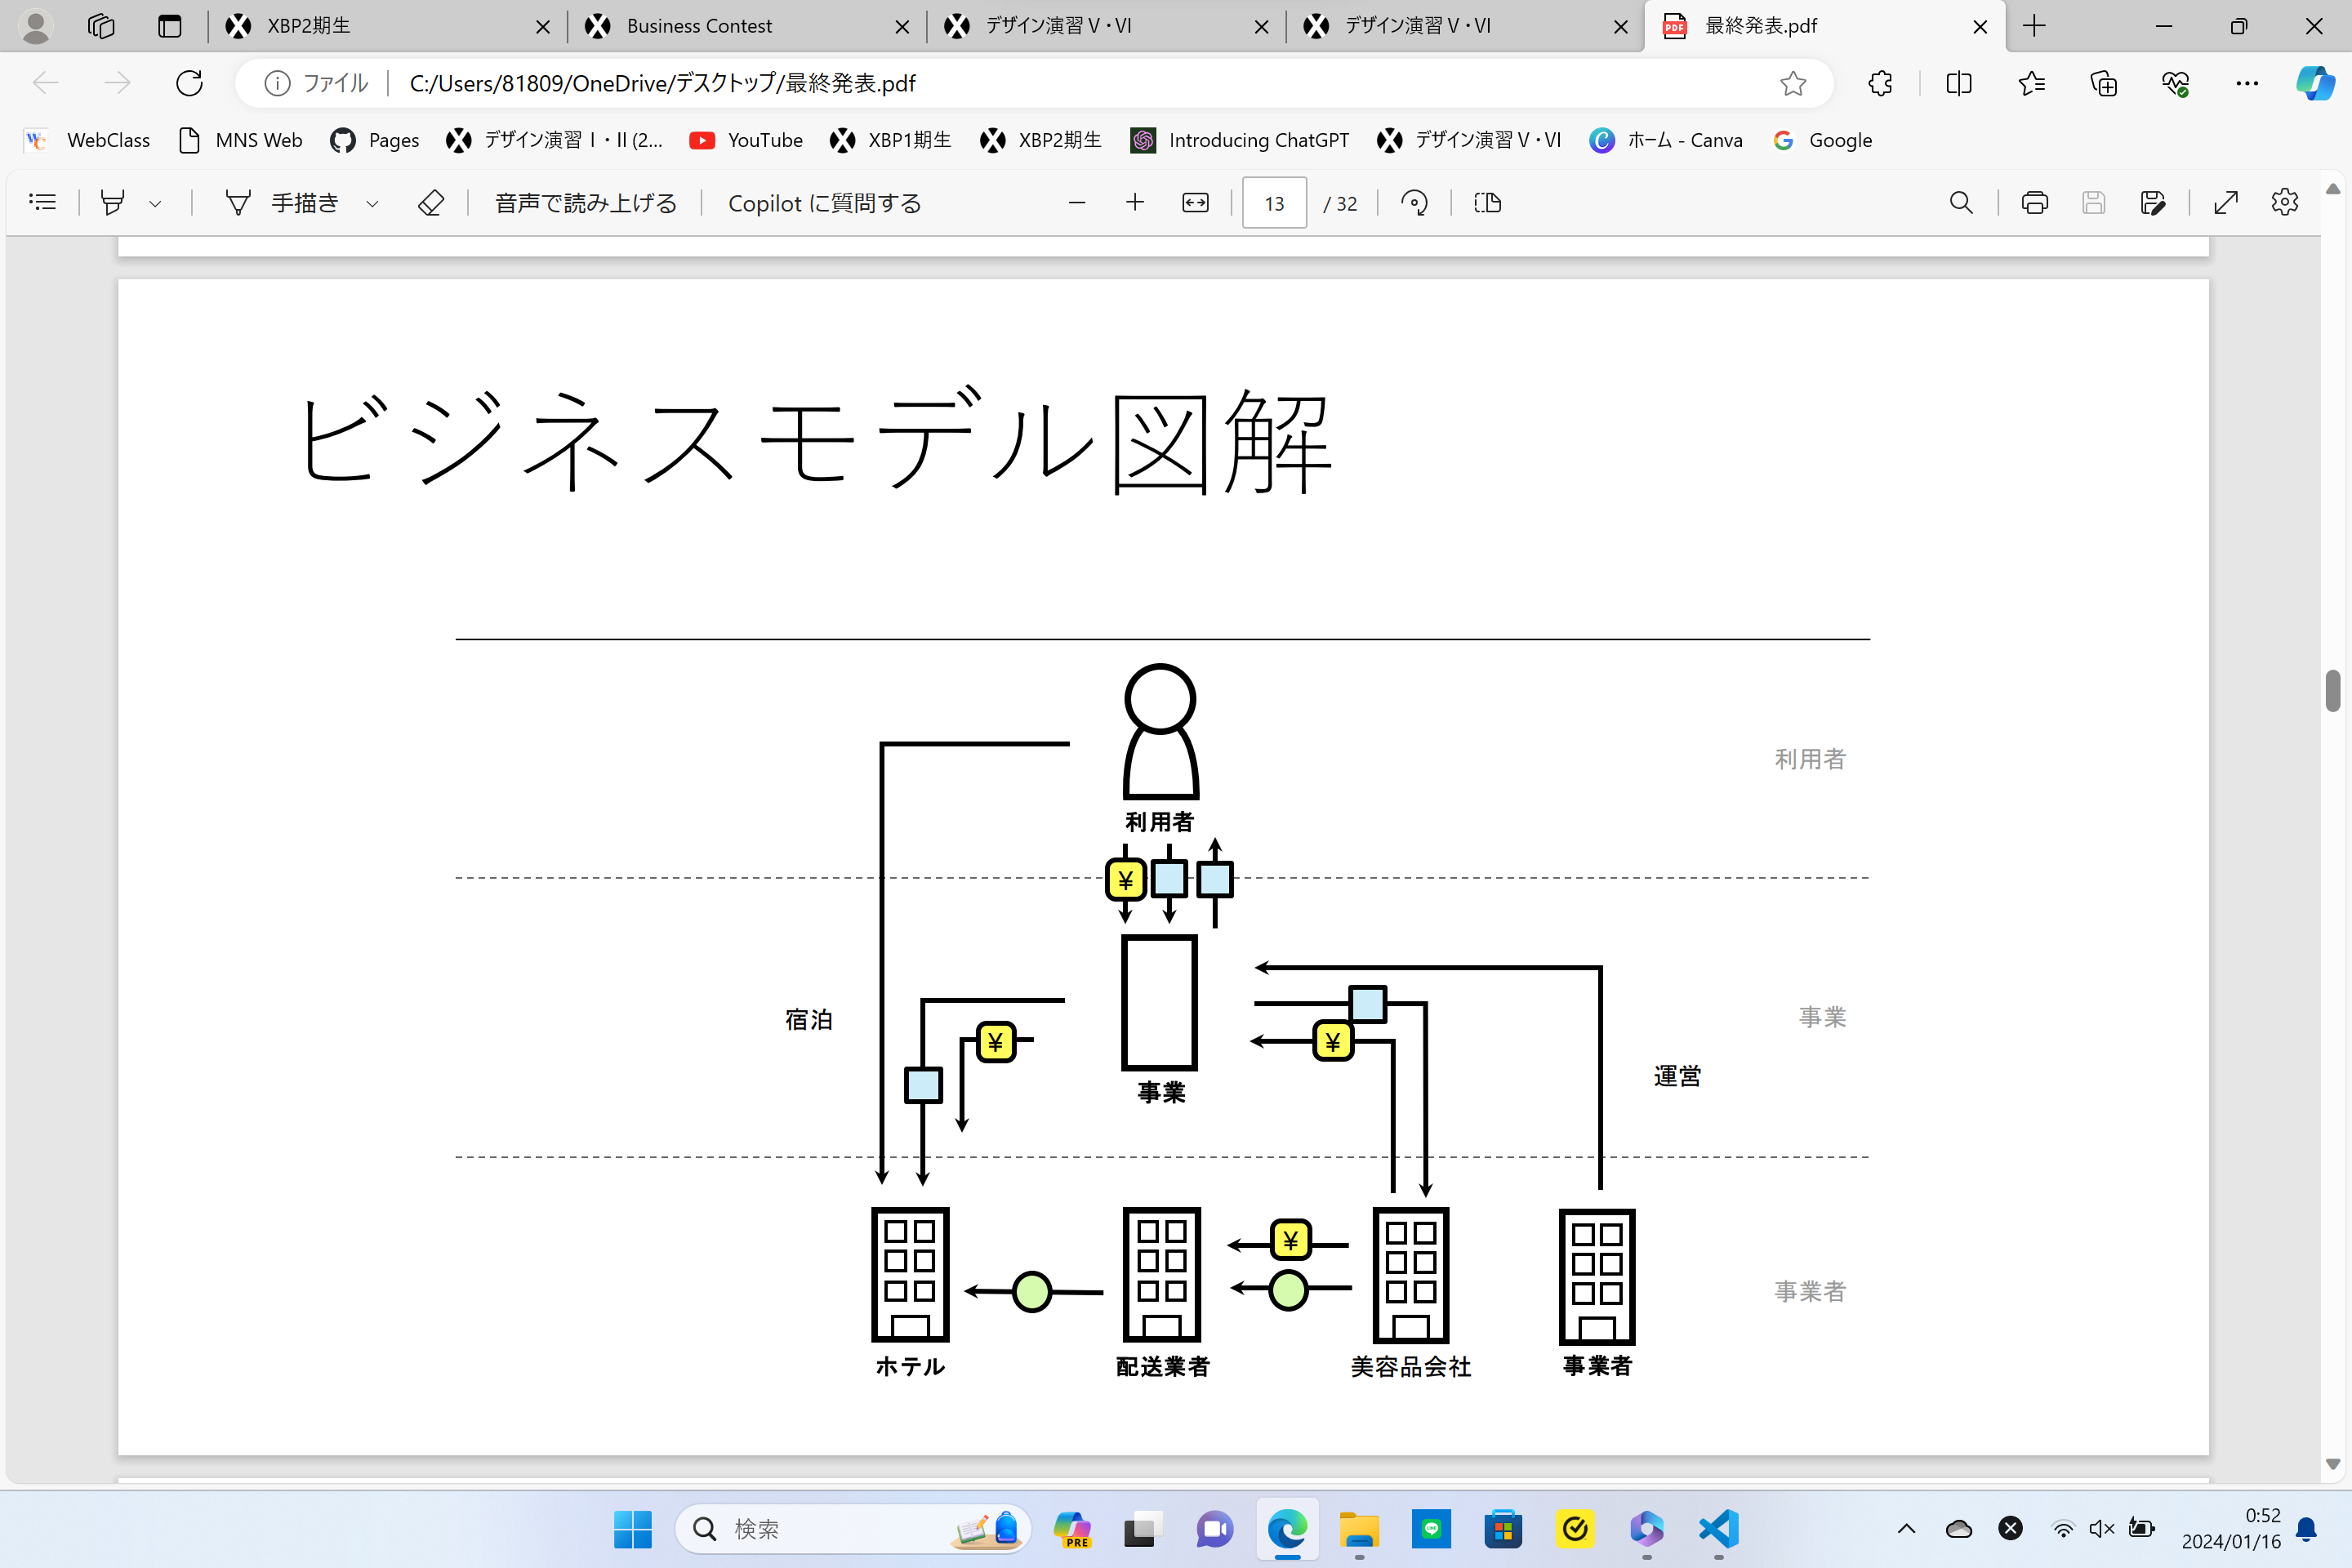 XBP2期生
Business Contest
デザイン演習Ⅴ・Ⅵ
デザイン演習Ⅴ・Ⅵ
最終発表.pdf
ファイル
C:/Users/81809/OneDrive/デスクトップ/最終発表.pdf
WebClass
MNS Web
Pages
デザイン演習Ⅰ・Ⅱ(2...
YouTube
XBP1期生
XBP2期生
Introducing ChatGPT
デザイン演習Ⅴ・Ⅵ
ホーム - Canva
Google
手描き
音声で読み上げる
Copilot に質問する
13 / 32
ビジネスモデル図解
利用者
利用者
¥
宿泊
¥
¥
事業
事業
運営
¥
事業者
ホテル
配送業者
美容品会社
事業者
検索
PRE
0:52
2024/01/16